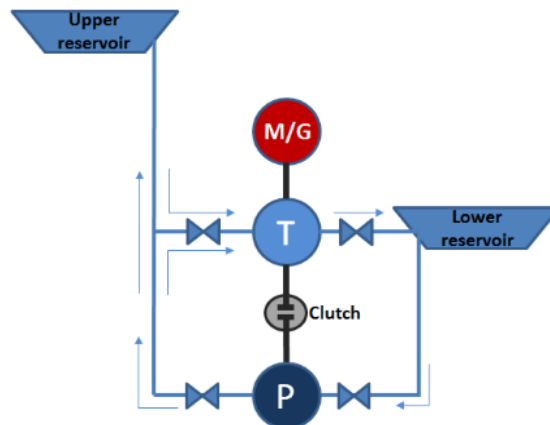 Upper
reservoir
M/G
T
Lower
reservoir
Clutch
P